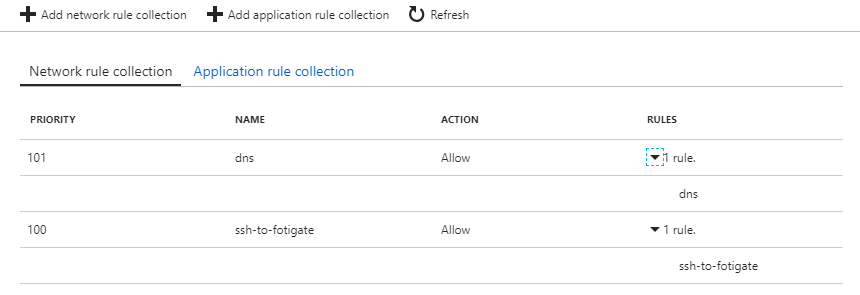 Add network rule collection Add application rule collection Refresh
Network rule collection Application rule collection
PRIORITY NAME ACTION RULES
101 dns Allow 1 rule.
dns
100 ssh-to-fotigate Allow 1 rule.
ssh-to-fotigate